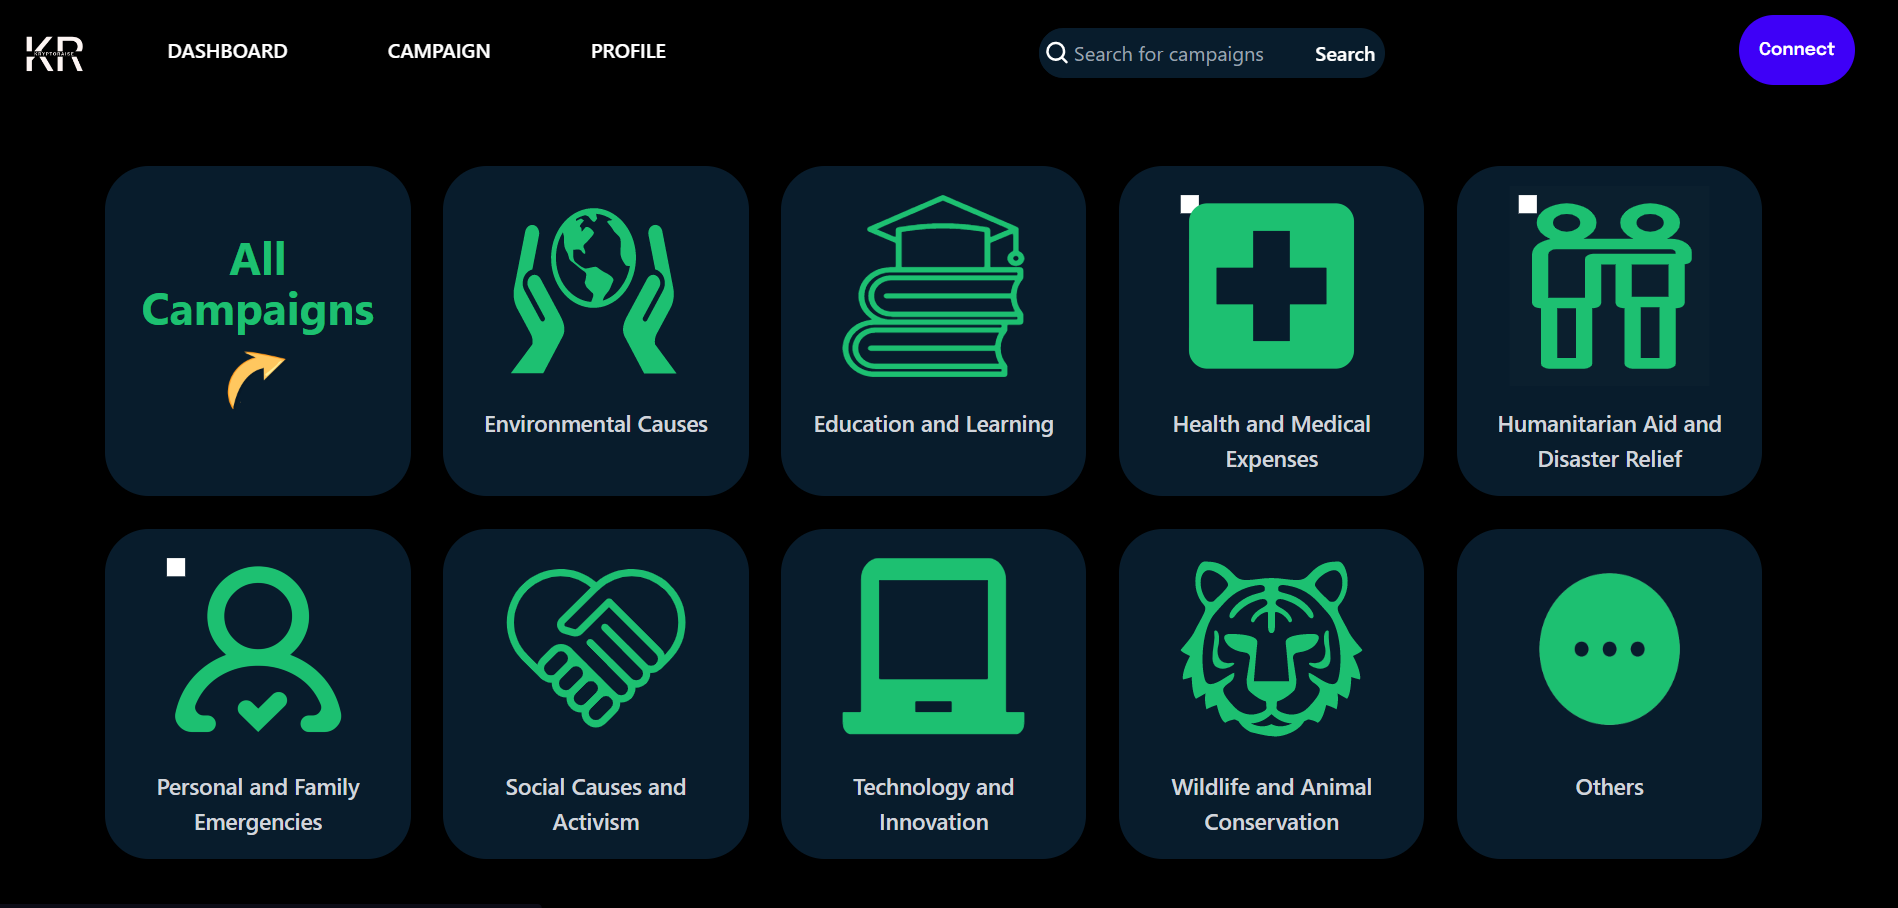 KR
KRYPTORAISE
DASHBOARD
CAMPAIGN
PROFILE
Search for campaigns
Search
Connect
All
Campaigns
Environmental Causes
Education and Learning
Health and Medical
Expenses
Humanitarian Aid and
Disaster Relief
Personal and Family
Emergencies
Social Causes and
Activism
Technology and
Innovation
Wildlife and Animal
Conservation
Others